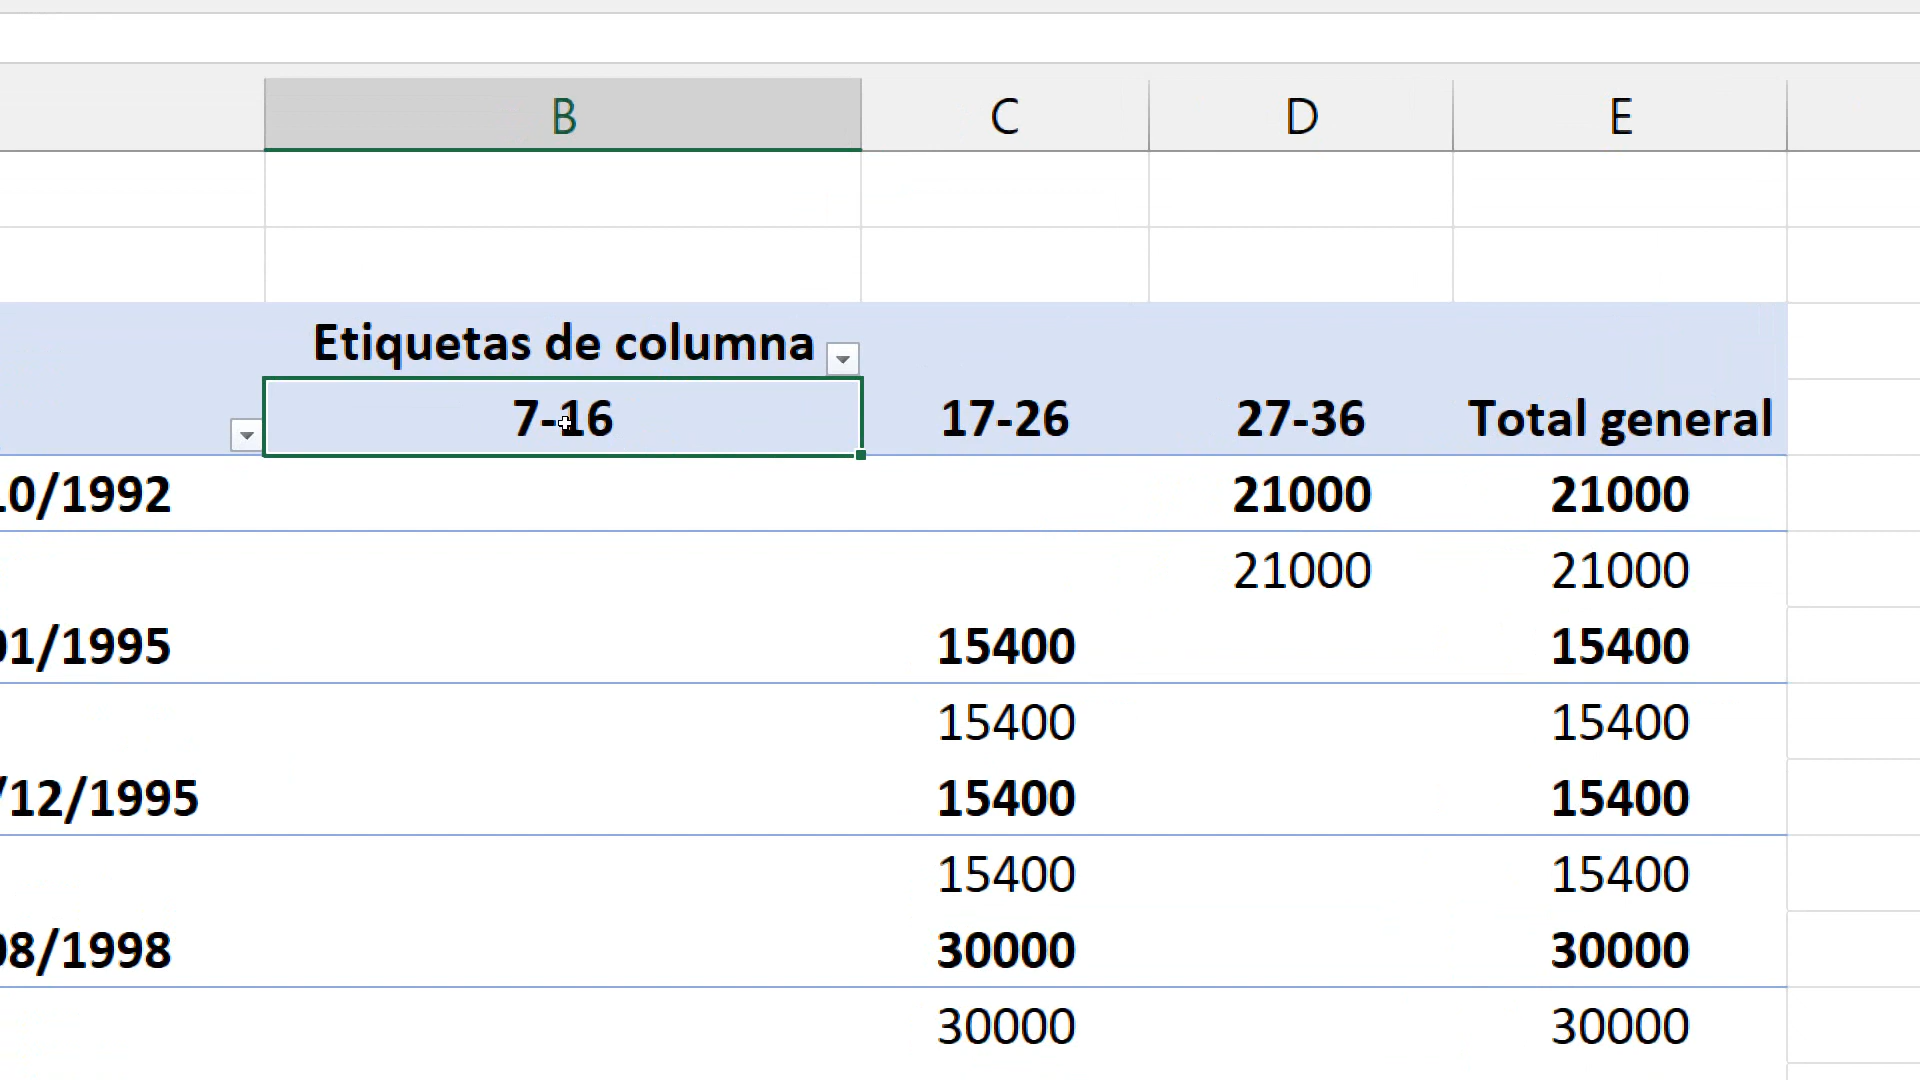 B C D E
Etiquetas de columna
7-16 17-26 27-36 Total general
10/1992 21000 21000
21000 21000
01/1995 15400 15400
15400 15400
/12/1995 15400 15400
15400 15400
08/1998 30000 30000
30000 30000